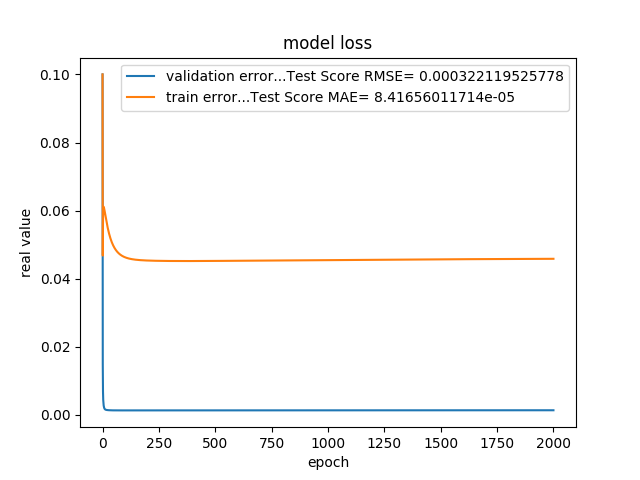 model loss
validation error...Test Score RMSE= 0.000322119525778
train error...Test Score MAE= 8.41656011714e-05
real value
0.10
0.08
0.06
0.04
0.02
0.00
0 250 500 750 1000 1250 1500 1750 2000
epoch